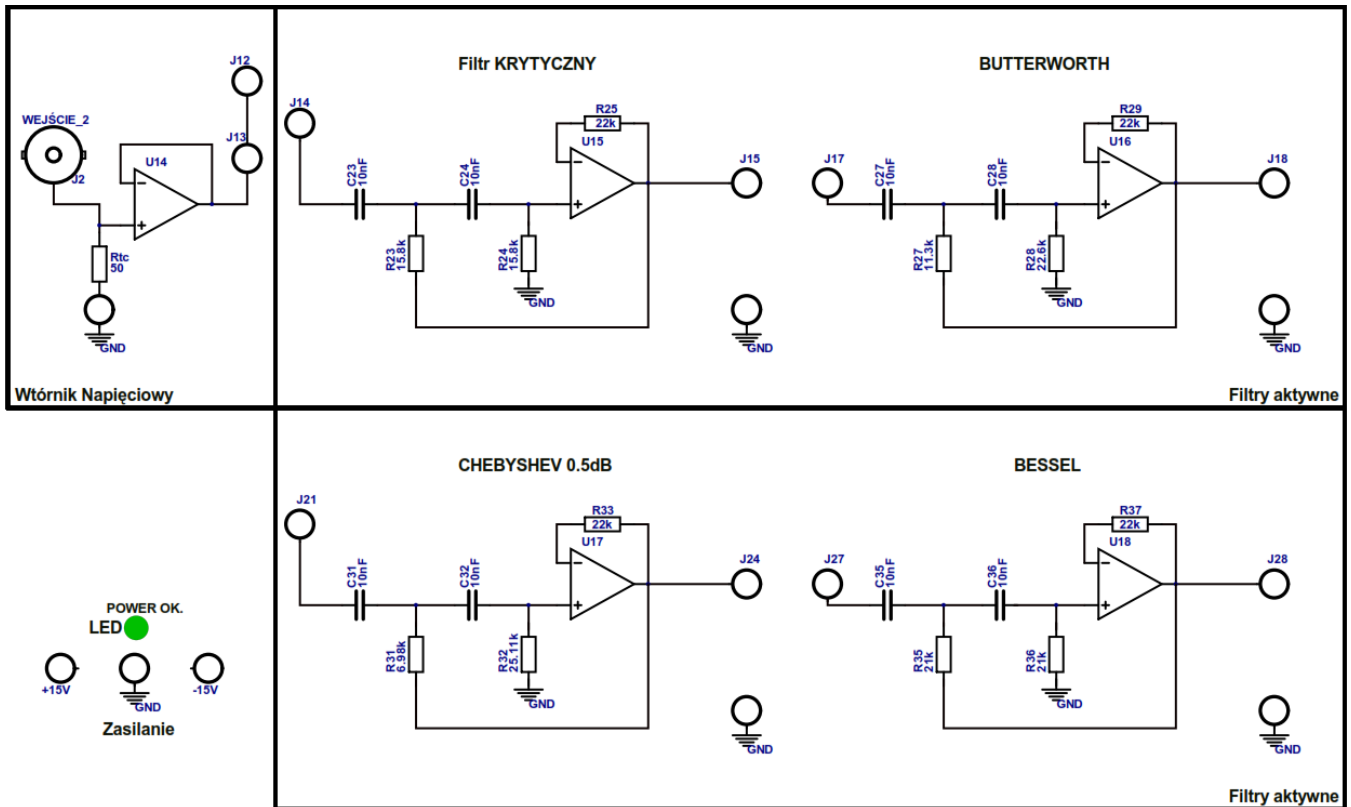 WEJŚCIE_2
J2
J12
J13
U14
−
+
Rtc
50
GND
Wtórnik Napięciowy
Filtr KRYTYCZNY
J14
C23
10nF
C24
10nF
R25
22k
U15
−
+
R23
15.8k
R24
15.8k
GND
J15
GND
BUTTERWORTH
J17
C27
10nF
C28
10nF
R29
22k
U16
−
+
R27
11.3k
R28
22.6k
GND
J18
GND
Filtry aktywne
CHEBYSHEV 0.5dB
J21
C31
10nF
C32
10nF
R33
22k
U17
−
+
R31
6.98k
R32
25.11k
GND
J24
GND
BESSEL
J27
C35
10nF
C36
10nF
R37
22k
U18
−
+
R35
21k
R36
21k
GND
J28
GND
Filtry aktywne
POWER OK.
LED
+15V
GND
-15V
Zasilanie